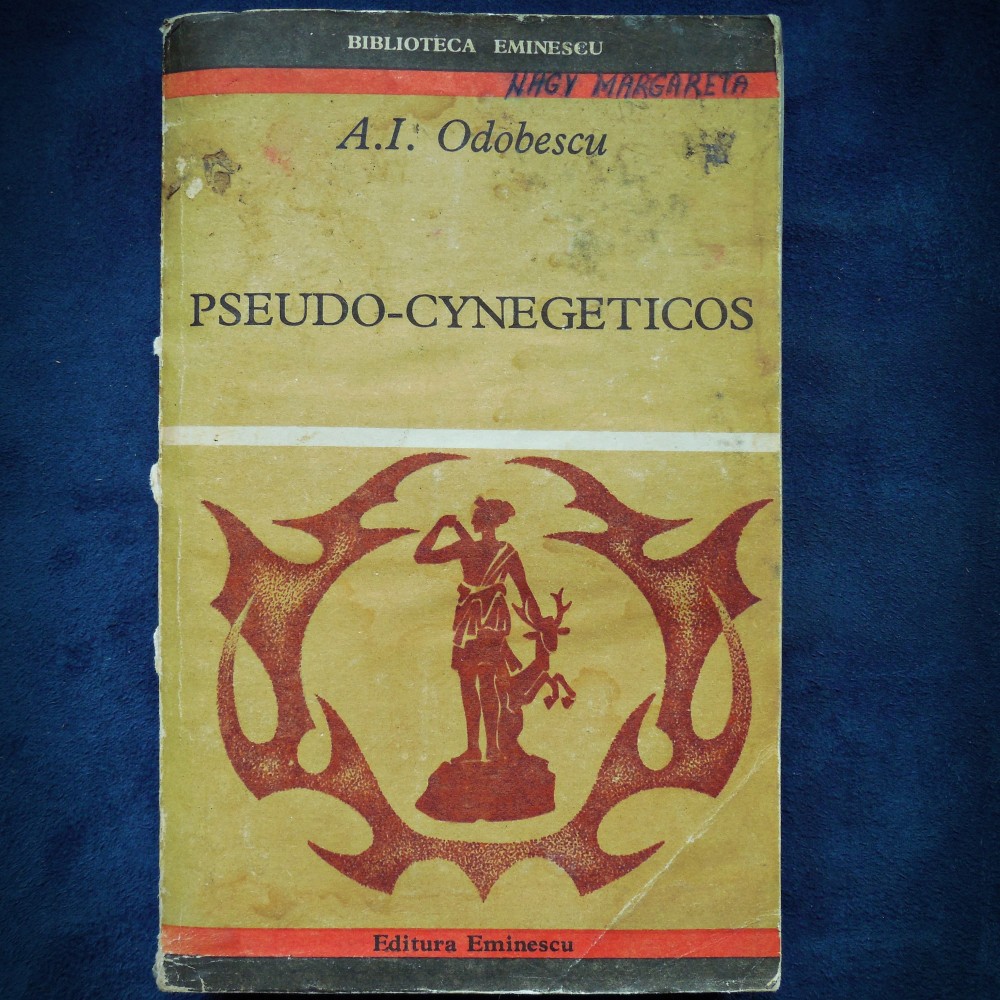 BIBLIOTECA EMINESCU
NAGY MARGARETA
A.I. Odobescu
PSEUDO-CYNEGETICOS
Editura Eminescu